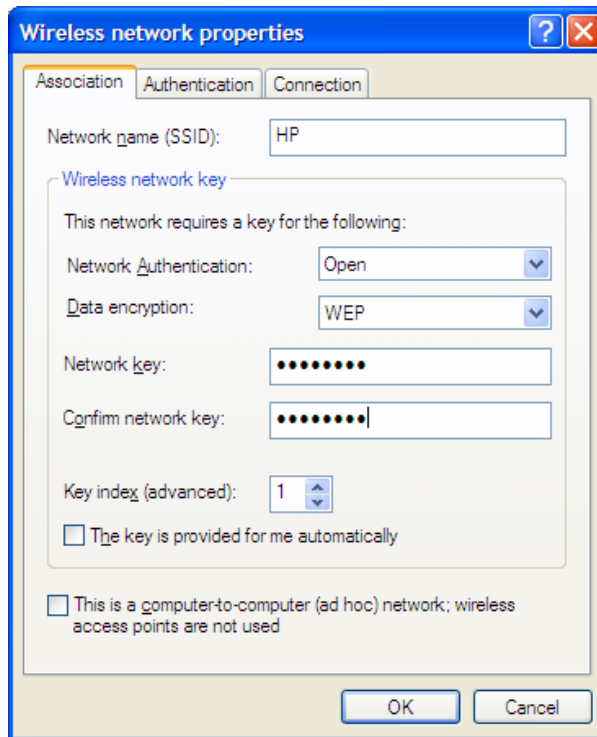 Wireless network properties
Association Authentication Connection
Network name (SSID): HP
Wireless network key
This network requires a key for the following:
Network Authentication: Open
Data encryption: WEP
Network key: ••••••••
Confirm network key: ••••••••
Key index (advanced): 1
The key is provided for me automatically
This is a computer-to-computer (ad hoc) network; wireless
access points are not used
OK Cancel